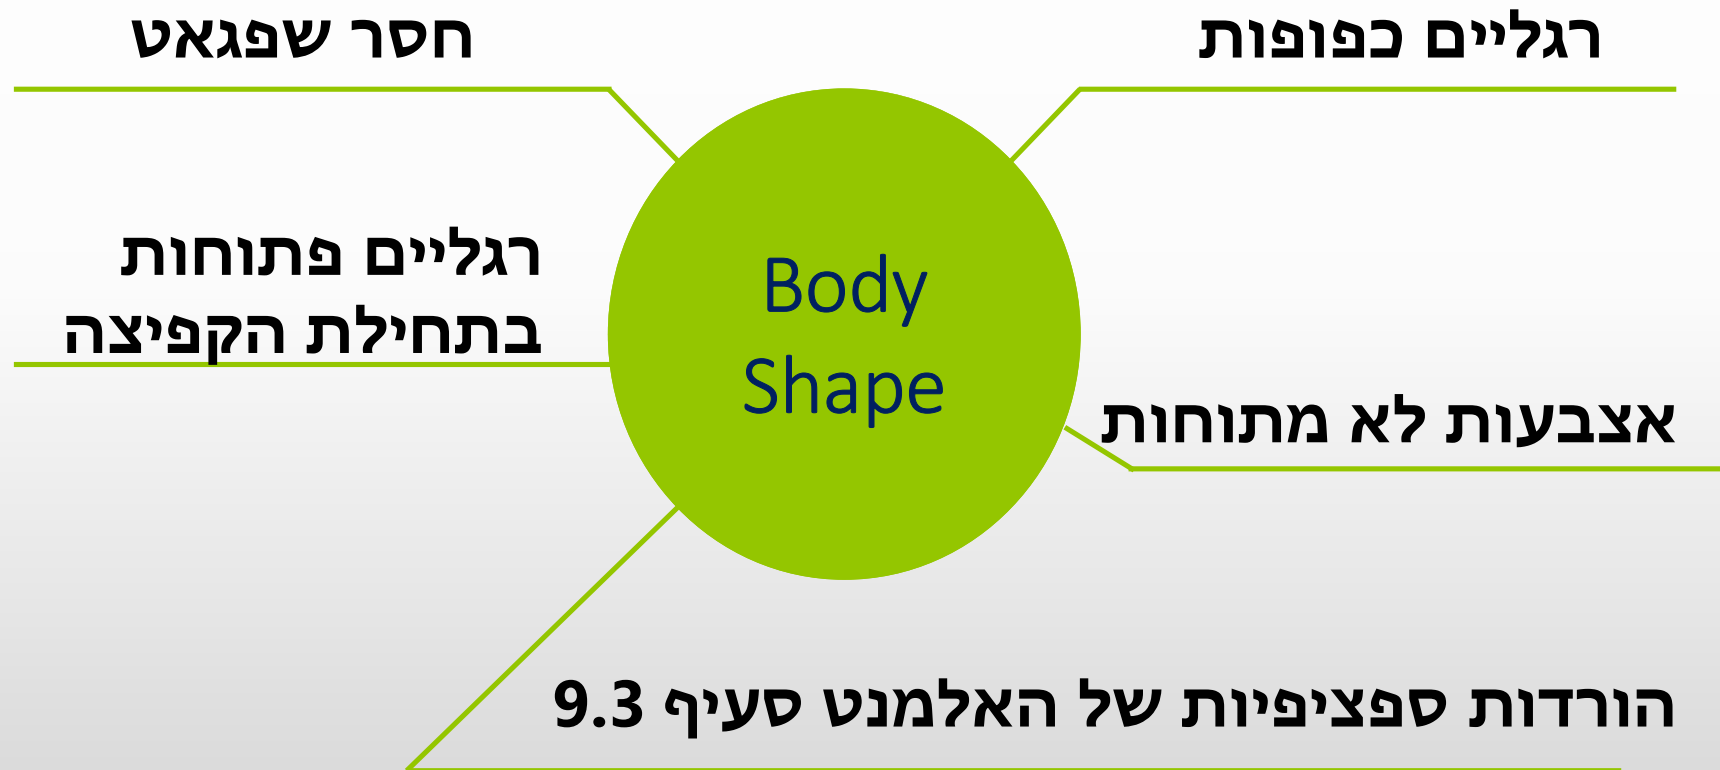 רגליים כפופות
חסר שפגאט
רגליים פתוחות
בתחילת הקפיצה
Body
Shape
אצבעות לא מתוחות
הורדות ספציפיות של האלמנט סעיף 9.3